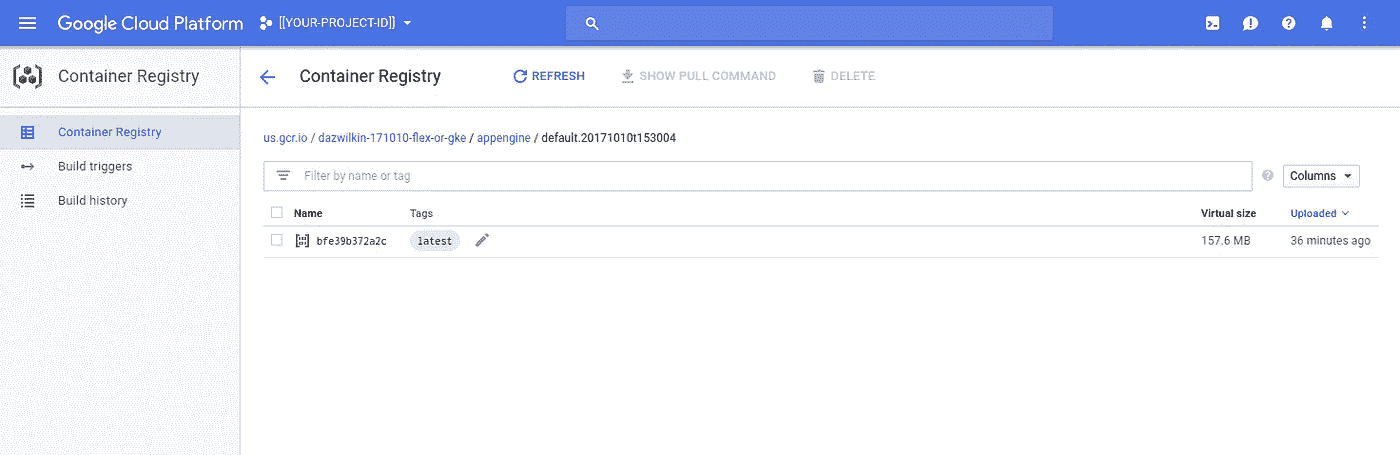 Google Cloud Platform [[YOUR-PROJECT-ID]]
Container Registry
Container Registry REFRESH SHOW PULL COMMAND DELETE
Container Registry
Build triggers
Build history
us.gcr.io / dazwilkin-171010-flex-or-gke / appengine / default.20171010t153004
Filter by name or tag
Columns
Name Tags Virtual size Uploaded
bfe39b372a2c latest 157.6 MB 36 minutes ago